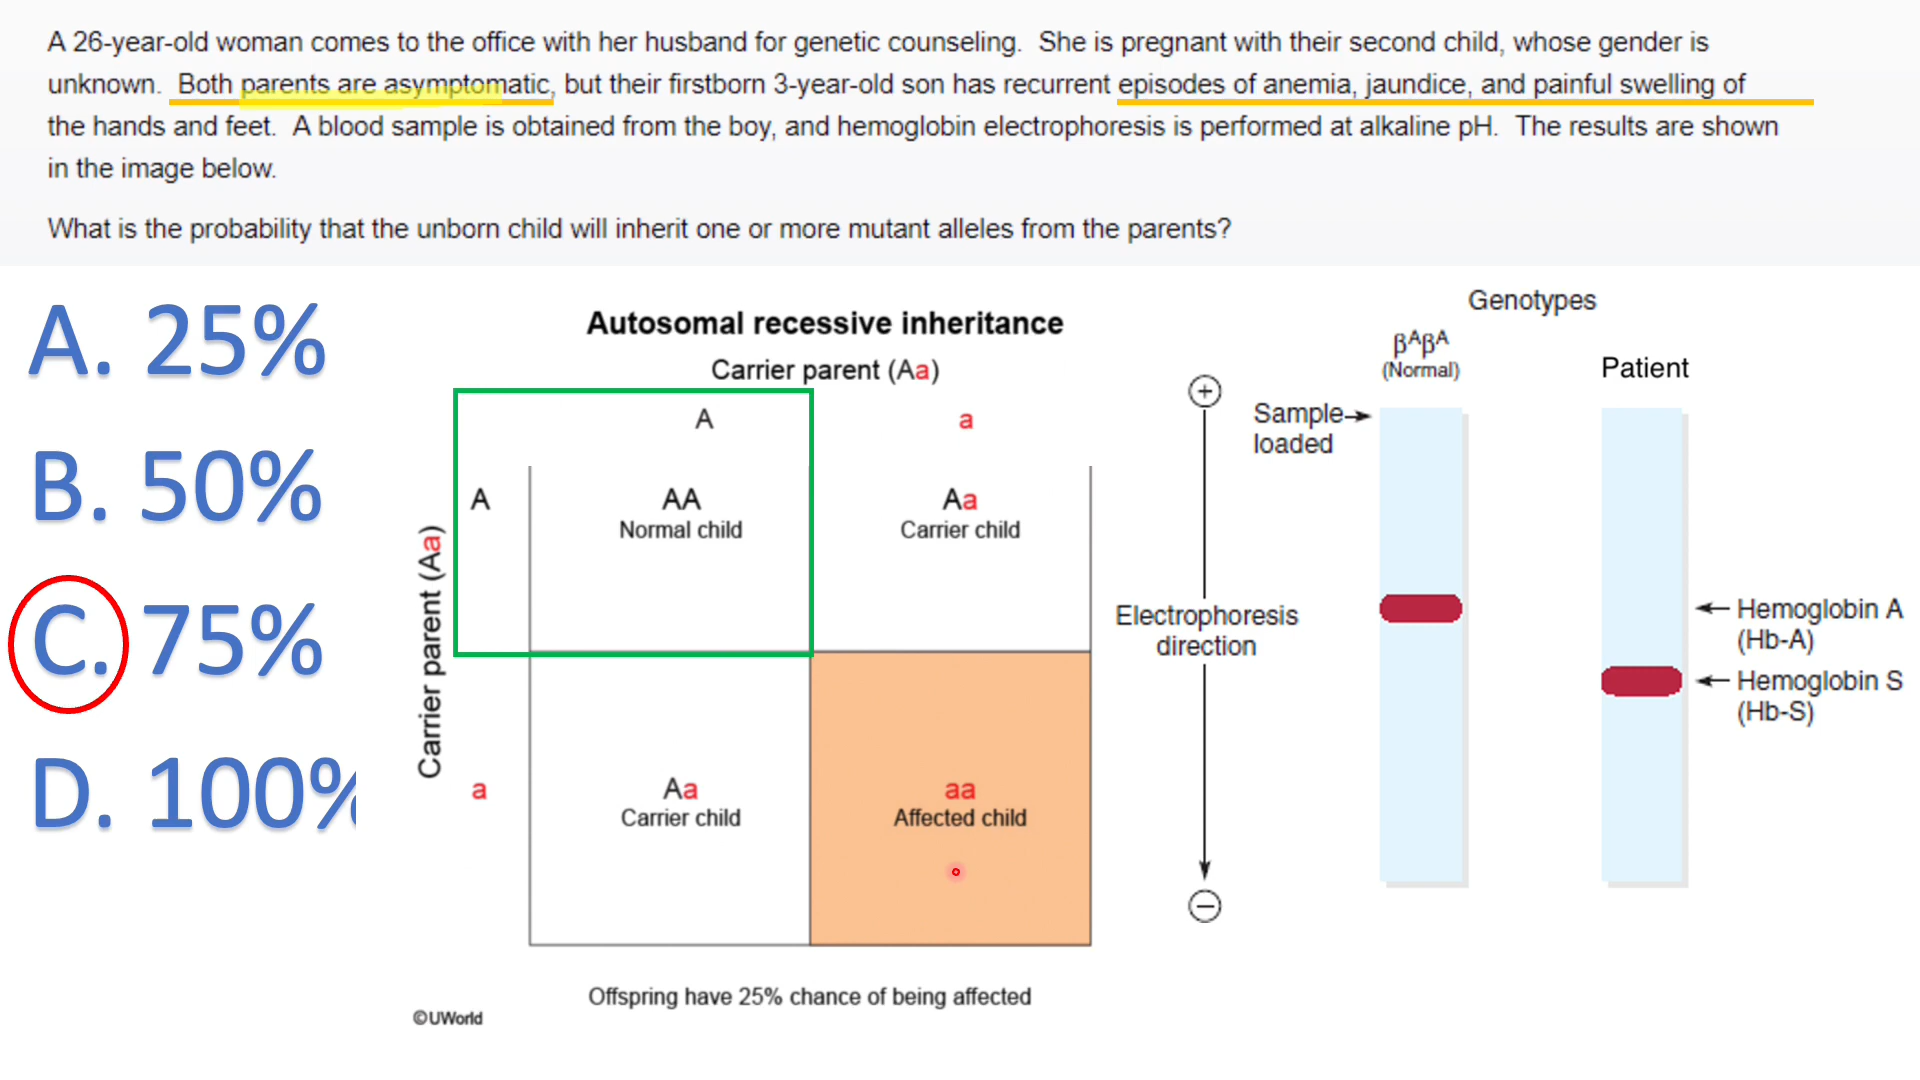 A 26-year-old woman comes to the office with her husband for genetic counseling. She is pregnant with their second child, whose gender is
unknown. Both parents are asymptomatic, but their firstborn 3-year-old son has recurrent episodes of anemia, jaundice, and painful swelling of
the hands and feet. A blood sample is obtained from the boy, and hemoglobin electrophoresis is performed at alkaline pH. The results are shown
in the image below.
What is the probability that the unborn child will inherit one or more mutant alleles from the parents?
A. 25%
B. 50%
C. 75%
D. 100%
Autosomal recessive inheritance
Carrier parent (Aa)
A
a
Carrier parent (Aa)
A
AA
Normal child
Aa
Carrier child
a
Aa
Carrier child
aa
Affected child
Offspring have 25% chance of being affected
©UWorld
Genotypes
βᴬβᴬ
(Normal)
Patient
+
Sample
loaded
Electrophoresis
direction
−
Hemoglobin A
(Hb-A)
Hemoglobin S
(Hb-S)